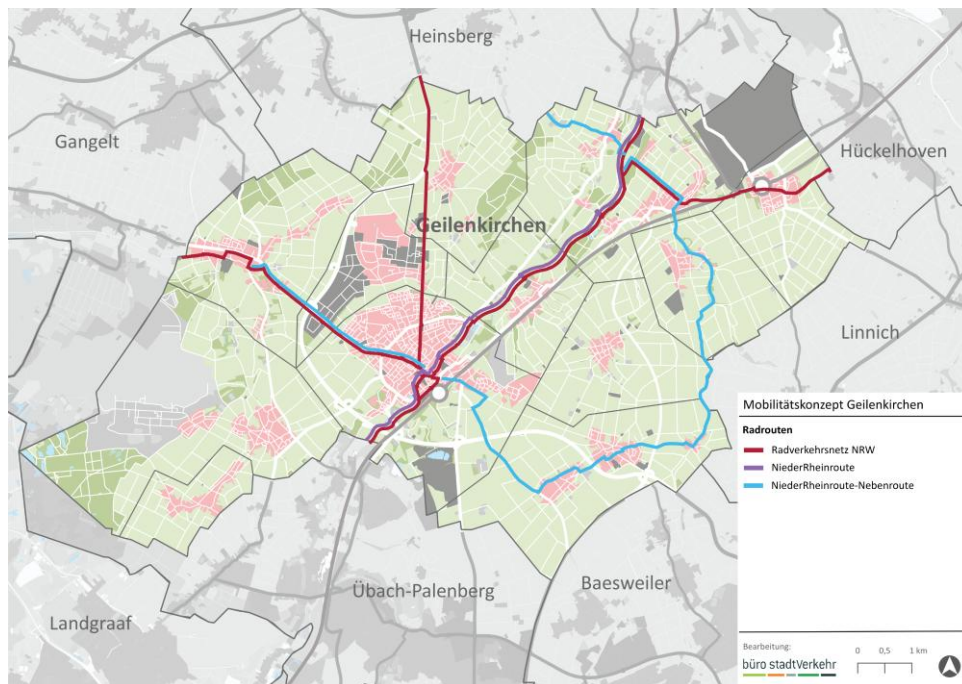 Heinsberg
Gangelt
Hückelhoven
Geilenkirchen
Linnich
Mobilitätskonzept Geilenkirchen
Radrouten
Radverkehrsnetz NRW
NiederRheinroute
NiederRheinroute-Nebenroute
Übach-Palenberg
Baesweiler
Landgraaf
Bearbeitung:
büro stadtVerkehr
0 0,5 1 km